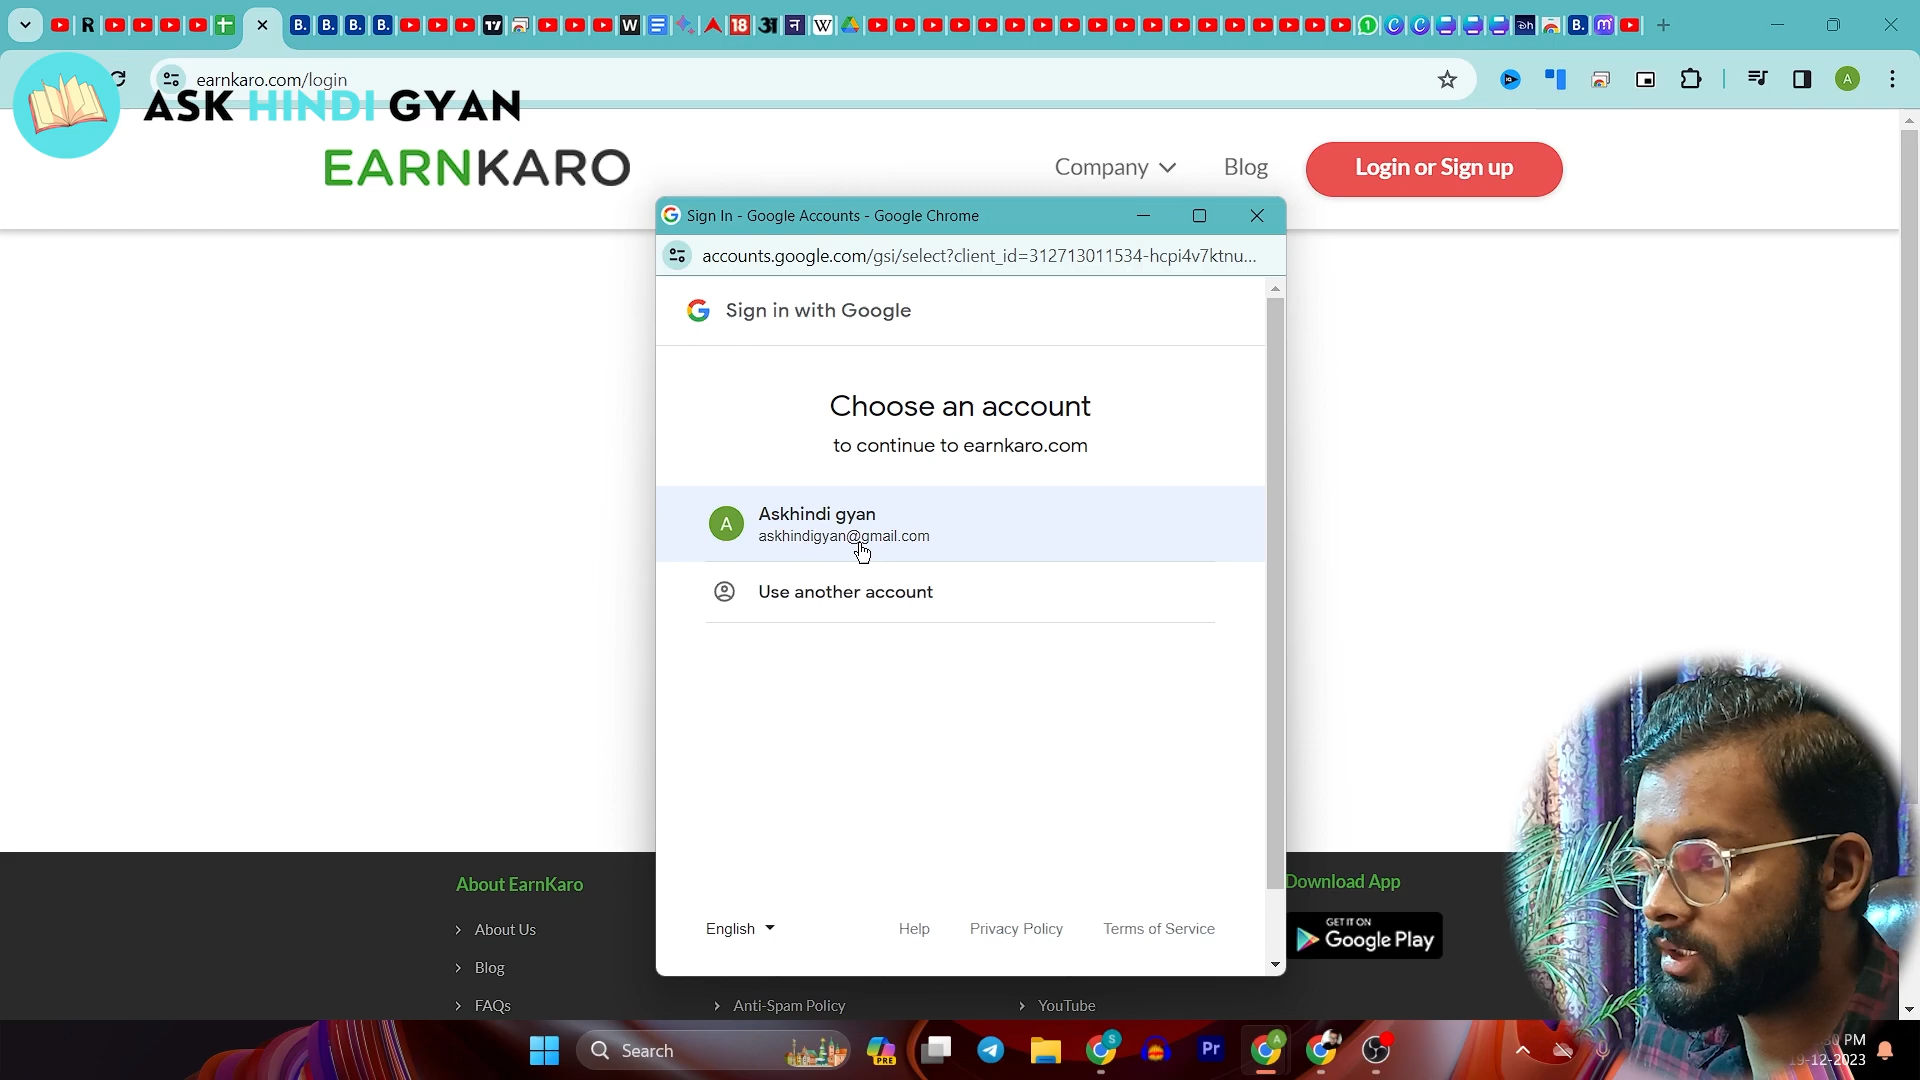 earnkaro.com/login
ASK HINDI GYAN
EARNKARO
Company
Blog
Login or Sign up
Sign In - Google Accounts - Google Chrome
accounts.google.com/gsi/select?client_id=312713011534-hcpi4v7ktnu...
Sign in with Google
Choose an account
to continue to earnkaro.com
A
Askhindi gyan
askhindigyan@gmail.com
Use another account
English
Help
Privacy Policy
Terms of Service
About EarnKaro
About Us
Blog
FAQs
Anti-Spam Policy
YouTube
Download App
GET IT ON
Google Play
Search
PRE
Pr
PM
19-12-2023